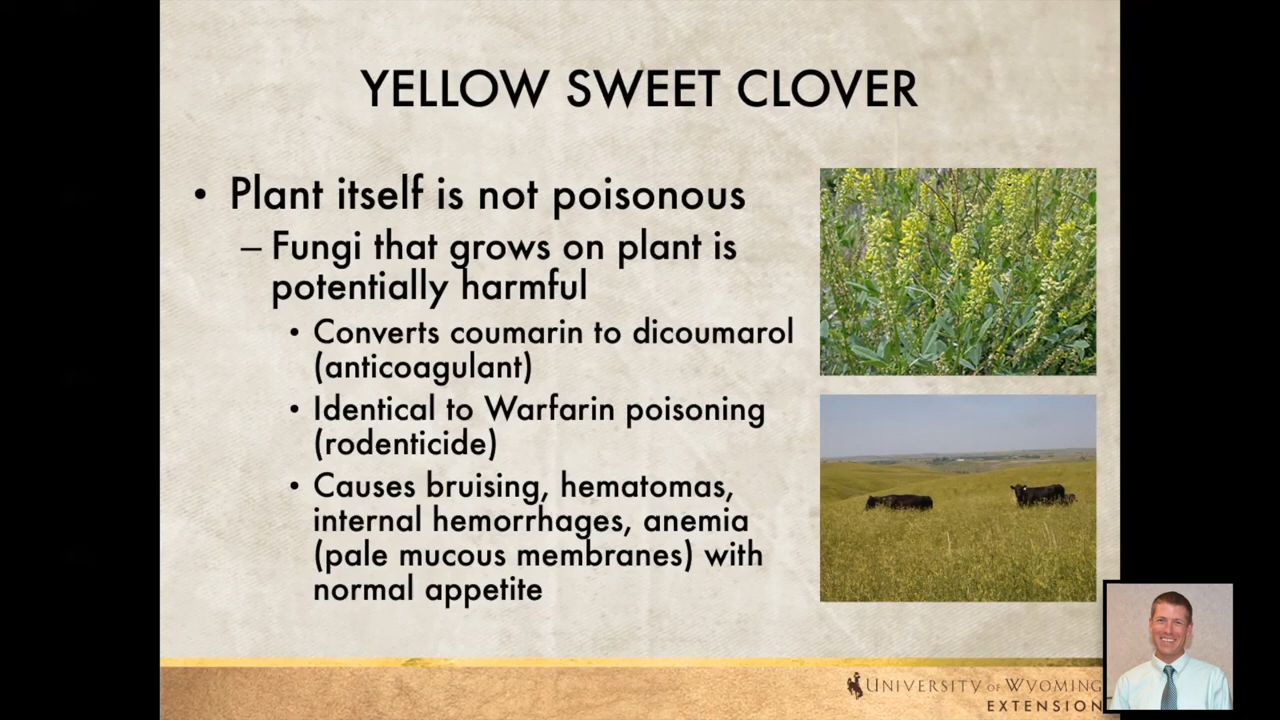 YELLOW SWEET CLOVER
• Plant itself is not poisonous
– Fungi that grows on plant is
potentially harmful
• Converts coumarin to dicoumarol
(anticoagulant)
• Identical to Warfarin poisoning
(rodenticide)
• Causes bruising, hematomas,
internal hemorrhages, anemia
(pale mucous membranes) with
normal appetite
UNIVERSITY OF WYOMING
EXTENSION